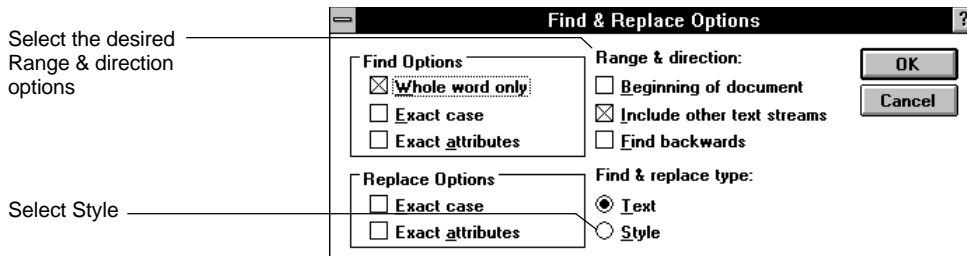 Find & Replace Options
?
Select the desired
Range & direction
options
Find Options
Whole word only
Exact case
Exact attributes
Range & direction:
Beginning of document
Include other text streams
Find backwards
OK
Cancel
Replace Options
Exact case
Exact attributes
Find & replace type:
Text
Style
Select Style